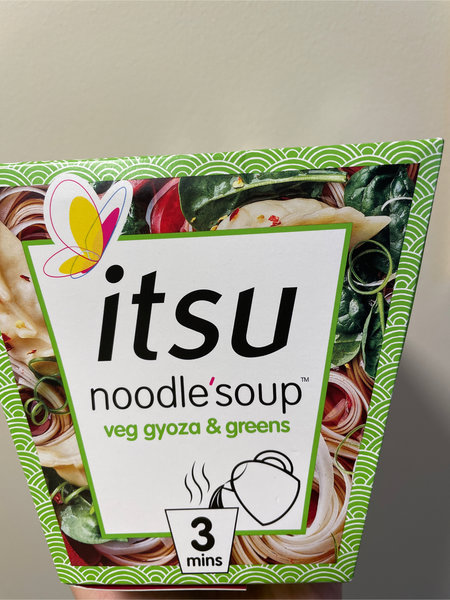 itsu
noodle'soup™
veg gyoza & greens
3
mins